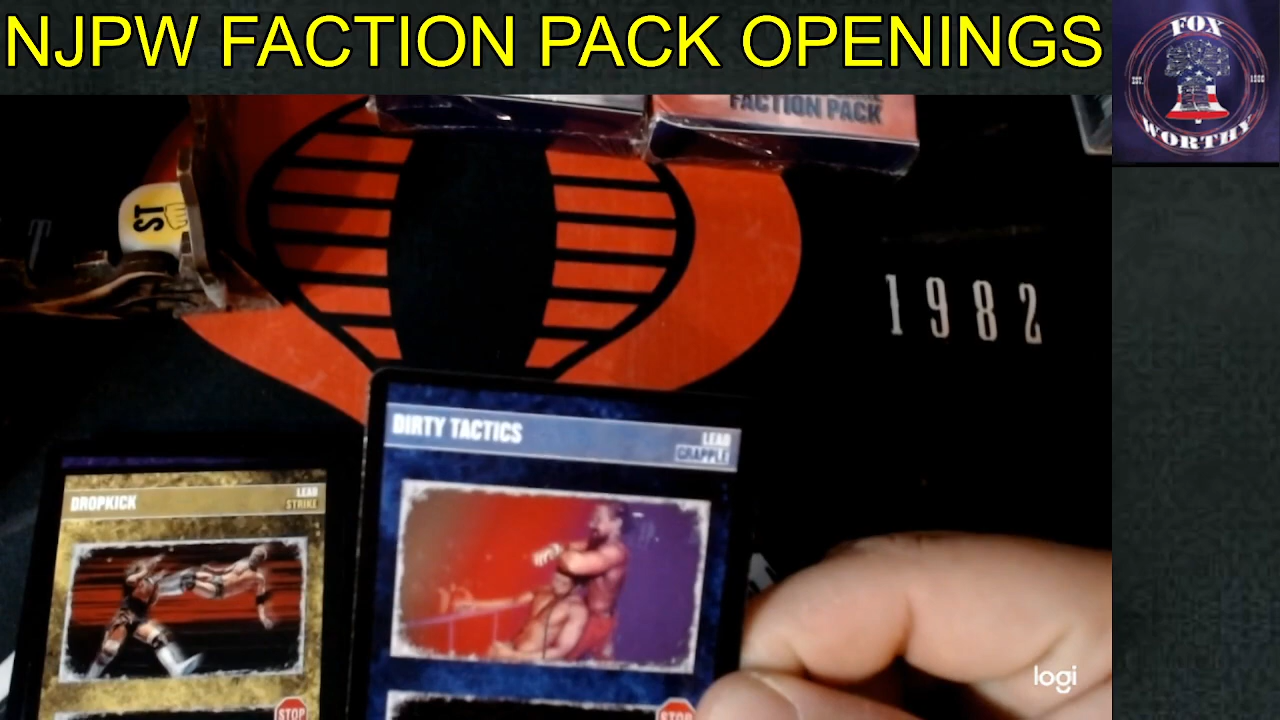 NJPW FACTION PACK OPENINGS
FOX
WORTHY
FACTION PACK
ST
1982
DIRTY TACTICS
LEAD
GRAPPLE
DROPKICK
LEAD
STRIKE
STOP
STOP
logi